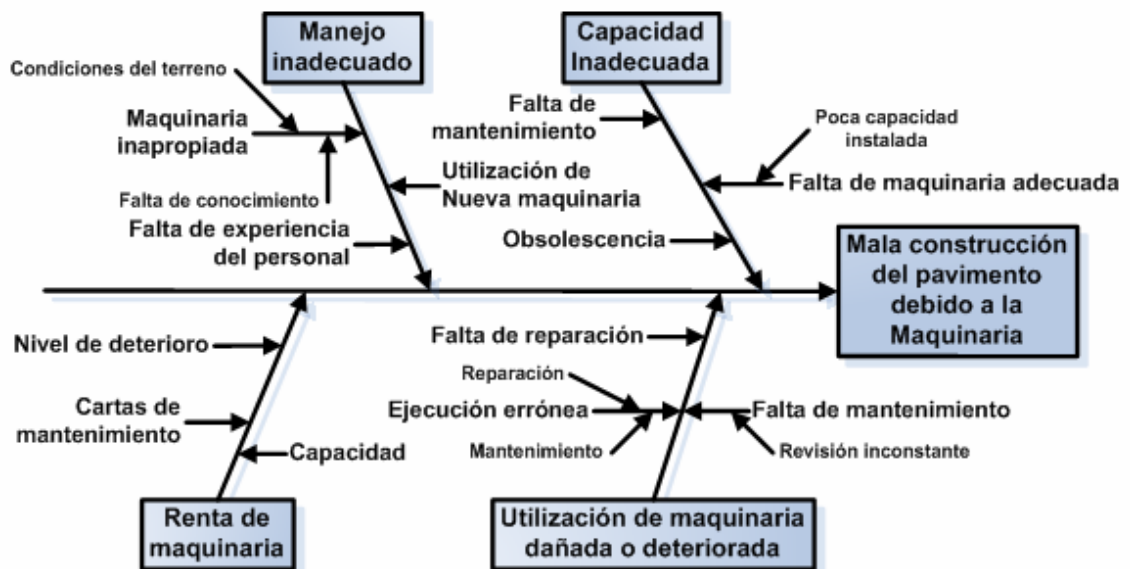 Manejo
inadecuado
Capacidad
Inadecuada
Condiciones del terreno
Maquinaria
inapropiada
Falta de conocimiento
Utilización de
Nueva maquinaria
Falta de experiencia
del personal
Falta de
mantenimiento
Poca capacidad
instalada
Falta de maquinaria adecuada
Obsolescencia
Mala construcción
del pavimento
debido a la
Maquinaria
Nivel de deterioro
Cartas de
mantenimiento
Capacidad
Renta de
maquinaria
Falta de reparación
Reparación
Ejecución errónea
Mantenimiento
Falta de mantenimiento
Revisión inconstante
Utilización de maquinaria
dañada o deteriorada